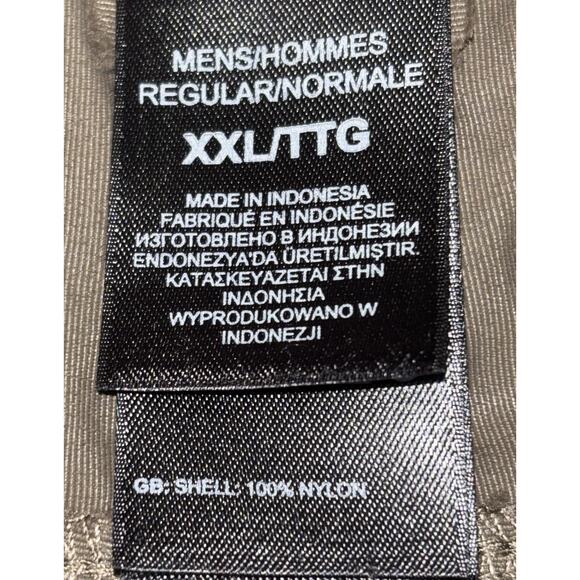 MENS/HOMMES
REGULAR/NORMALE
XXL/TTG
MADE IN INDONESIA
FABRIQUÉ EN INDONÉSIE
ИЗГОТОВЛЕНО В ИНДОНЕЗИИ
ENDONEZYA'DA ÜRETILMIŞTIR.
ΚΑΤΑΣΚΕΥΑΖΕΤΑΙ ΣΤΗΝ
ΙΝΔΟΝΗΣΙΑ
WYPRODUKOWANO W
INDONEZJI
GB: SHELL: 100% NYLON